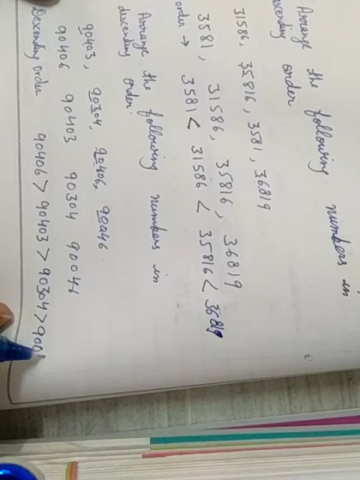 Arrange the following numbers in
scending order
31586, 35816, 3581, 36819
3581, 31586, 35816, 36819
order → 3581 < 31586 < 35816 < 36819
Arrange the following numbers in
descending order.
90403, 90304, 90406, 90046.
90406 90403 90304 90046
Descending order 90406 > 90403 > 90304 > 900